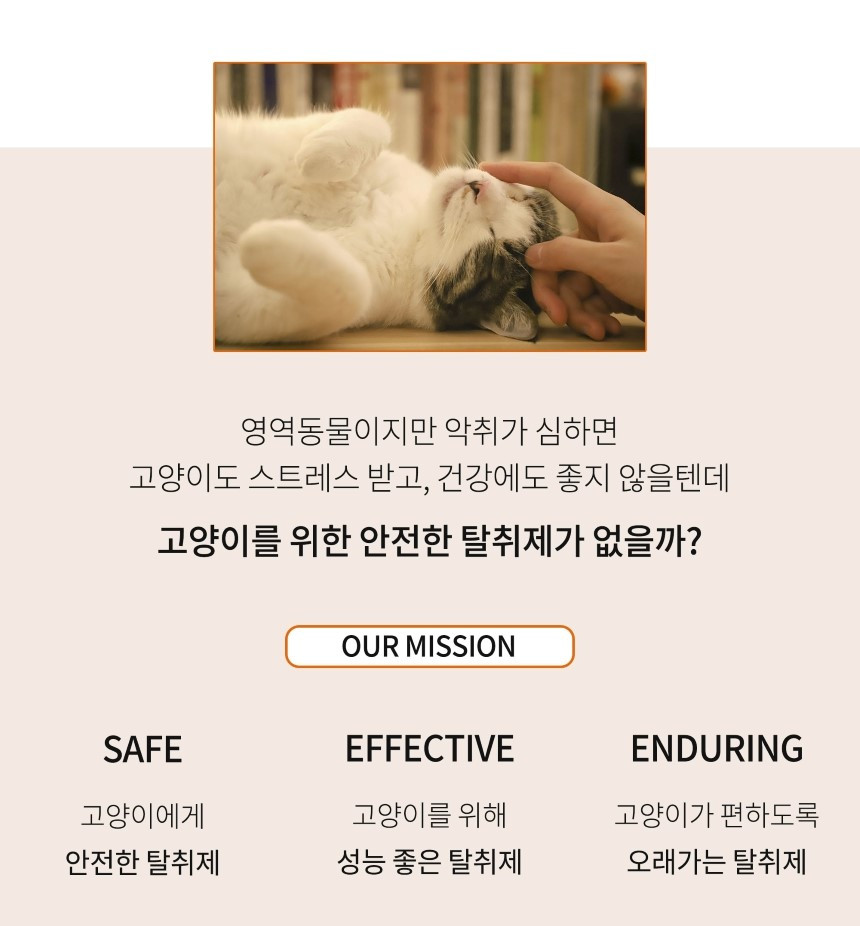 영역동물이지만 악취가 심하면
고양이도 스트레스 받고, 건강에도 좋지 않을텐데
고양이를 위한 안전한 탈취제가 없을까?
OUR MISSION
SAFE
고양이에게
안전한 탈취제
EFFECTIVE
고양이를 위해
성능 좋은 탈취제
ENDURING
고양이가 편하도록
오래가는 탈취제